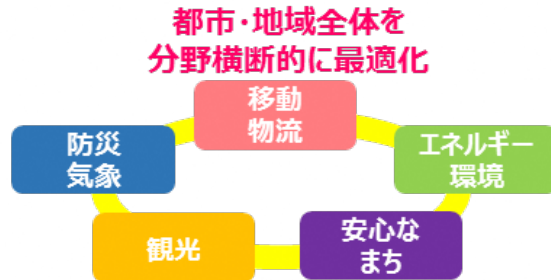 都市・地域全体を
分野横断的に最適化
移動
物流
防災
気象
エネルギー
環境
観光
安心な
まち